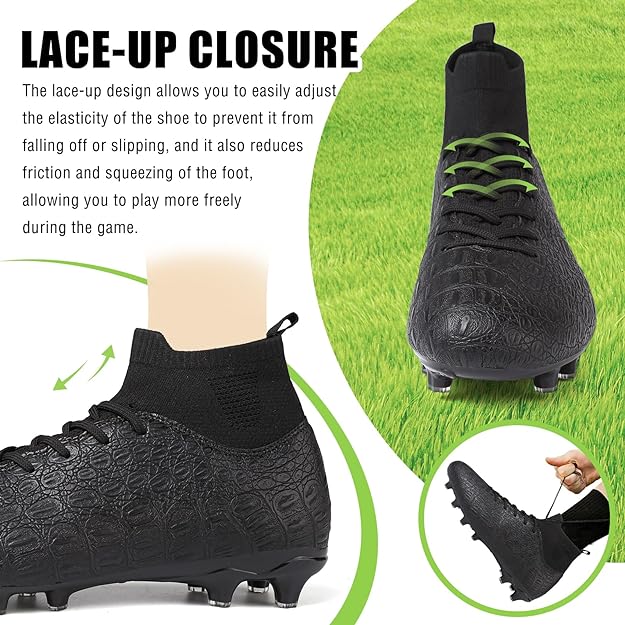 LACE-UP CLOSURE
The lace-up design allows you to easily adjust
the elasticity of the shoe to prevent it from
falling off or slipping, and it also reduces
friction and squeezing of the foot,
allowing you to play more freely
during the game.